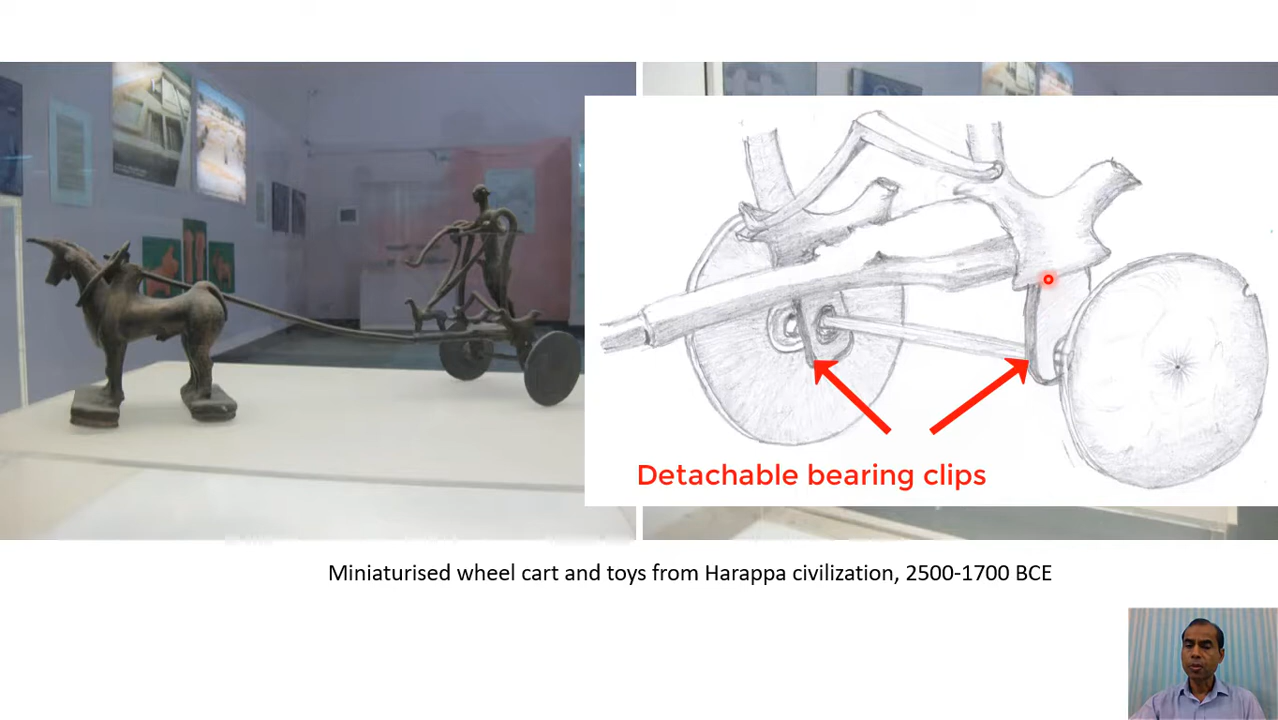 Detachable bearing clips
Miniaturised wheel cart and toys from Harappa civilization, 2500-1700 BCE